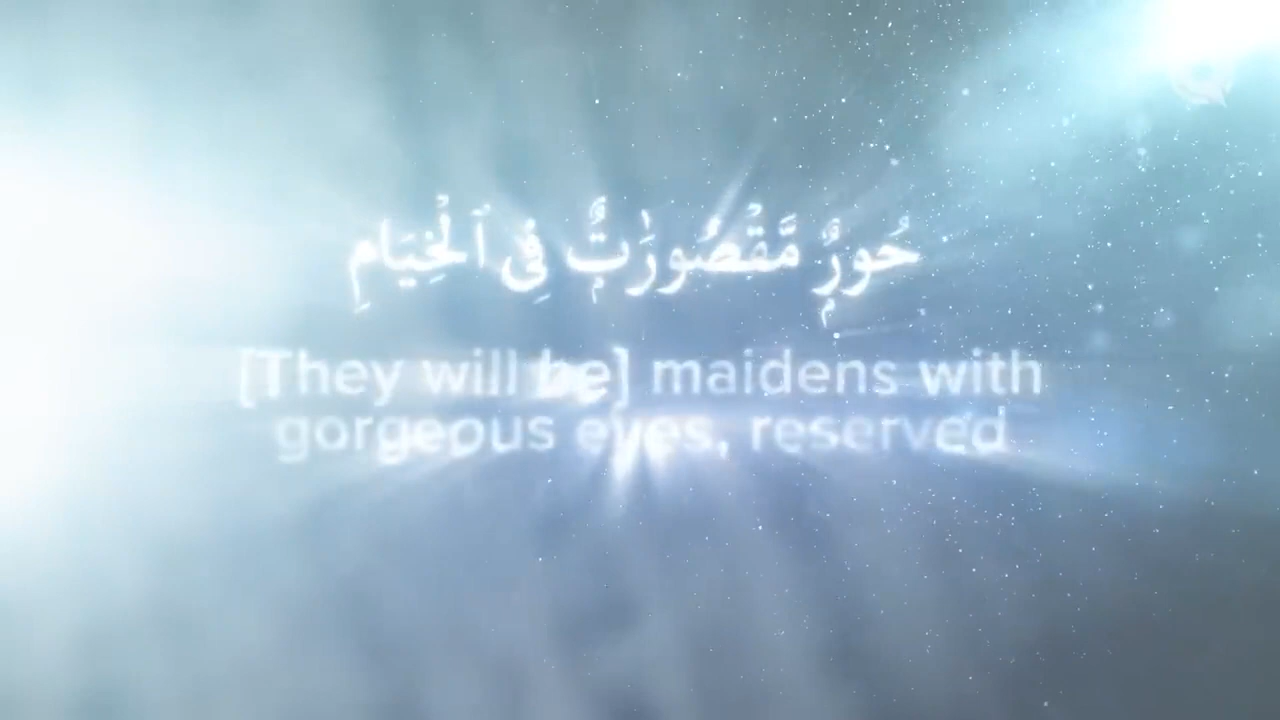 حُورٌ مَّقْصُورَٰتٌ فِى ٱلْخِيَامِ
[They will be] maidens with
gorgeous eyes, reserved